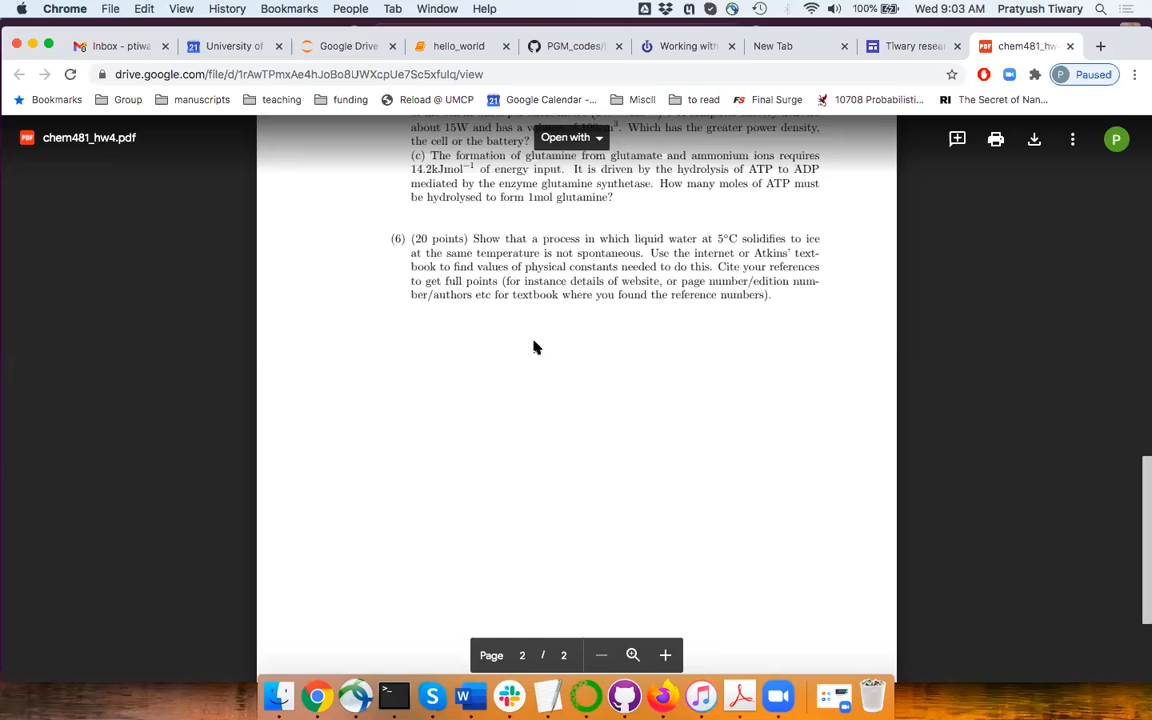 Chrome File Edit View History Bookmarks People Tab Window Help 100% Wed 9:03 AM Pratyush Tiwary
Inbox - ptiwa University of Google Drive hello_world PGM_codes/ Working with New Tab Tiwary resea chem481_hw
drive.google.com/file/d/1rAwTPmxAe4hJoBo8UWXcpUe7Sc5xfulq/view Paused
Bookmarks Group manuscripts teaching funding Reload @ UMCP Google Calendar -... Miscll to read Final Surge 10708 Probabilisti... The Secret of Nan...
chem481_hw4.pdf
Open with
about 15W and has a Which has the greater power density,
the cell or the battery?
(c) The formation of glutamine from glutamate and ammonium ions requires
14.2kJmol⁻¹ of energy input. It is driven by the hydrolysis of ATP to ADP
mediated by the enzyme glutamine synthetase. How many moles of ATP must
be hydrolysed to form 1mol glutamine?
(6) (20 points) Show that a process in which liquid water at 5°C solidifies to ice
at the same temperature is not spontaneous. Use the internet or Atkins' text-
book to find values of physical constants needed to do this. Cite your references
to get full points (for instance details of website, or page number/edition num-
ber/authors etc for textbook where you found the reference numbers).
Page 2 / 2